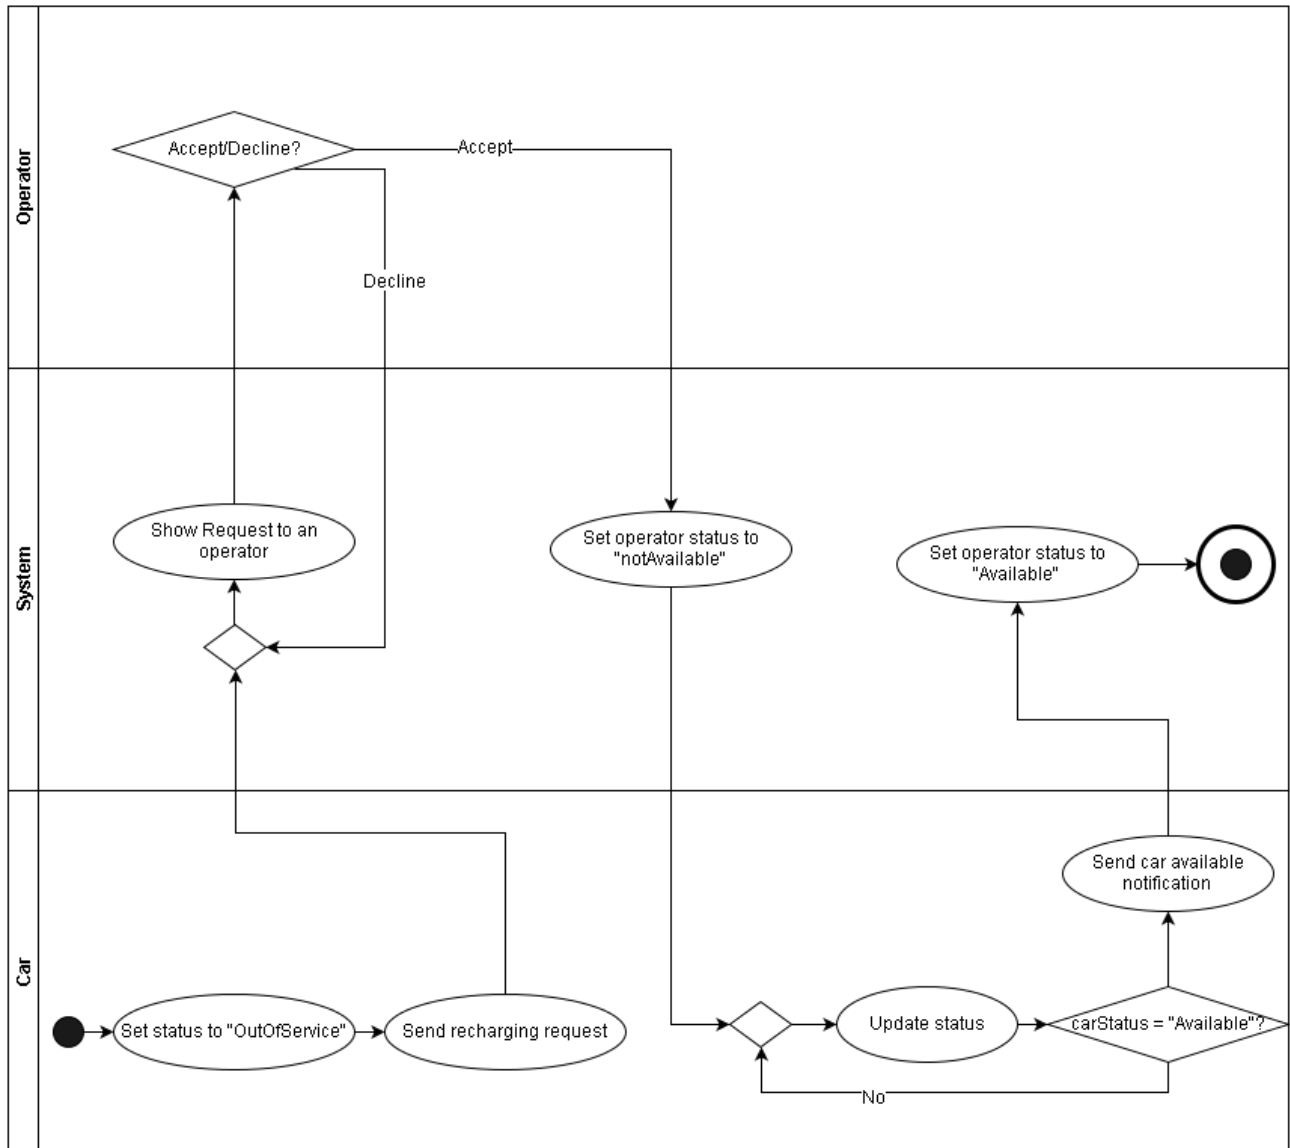 Operator
Accept/Decline?
Accept
Decline
System
Show Request to an
operator
Set operator status to
"notAvailable"
Set operator status to
"Available"
Car
Send car available
notification
Set status to "OutOfService"
Send recharging request
Update status
carStatus = "Available"?
No